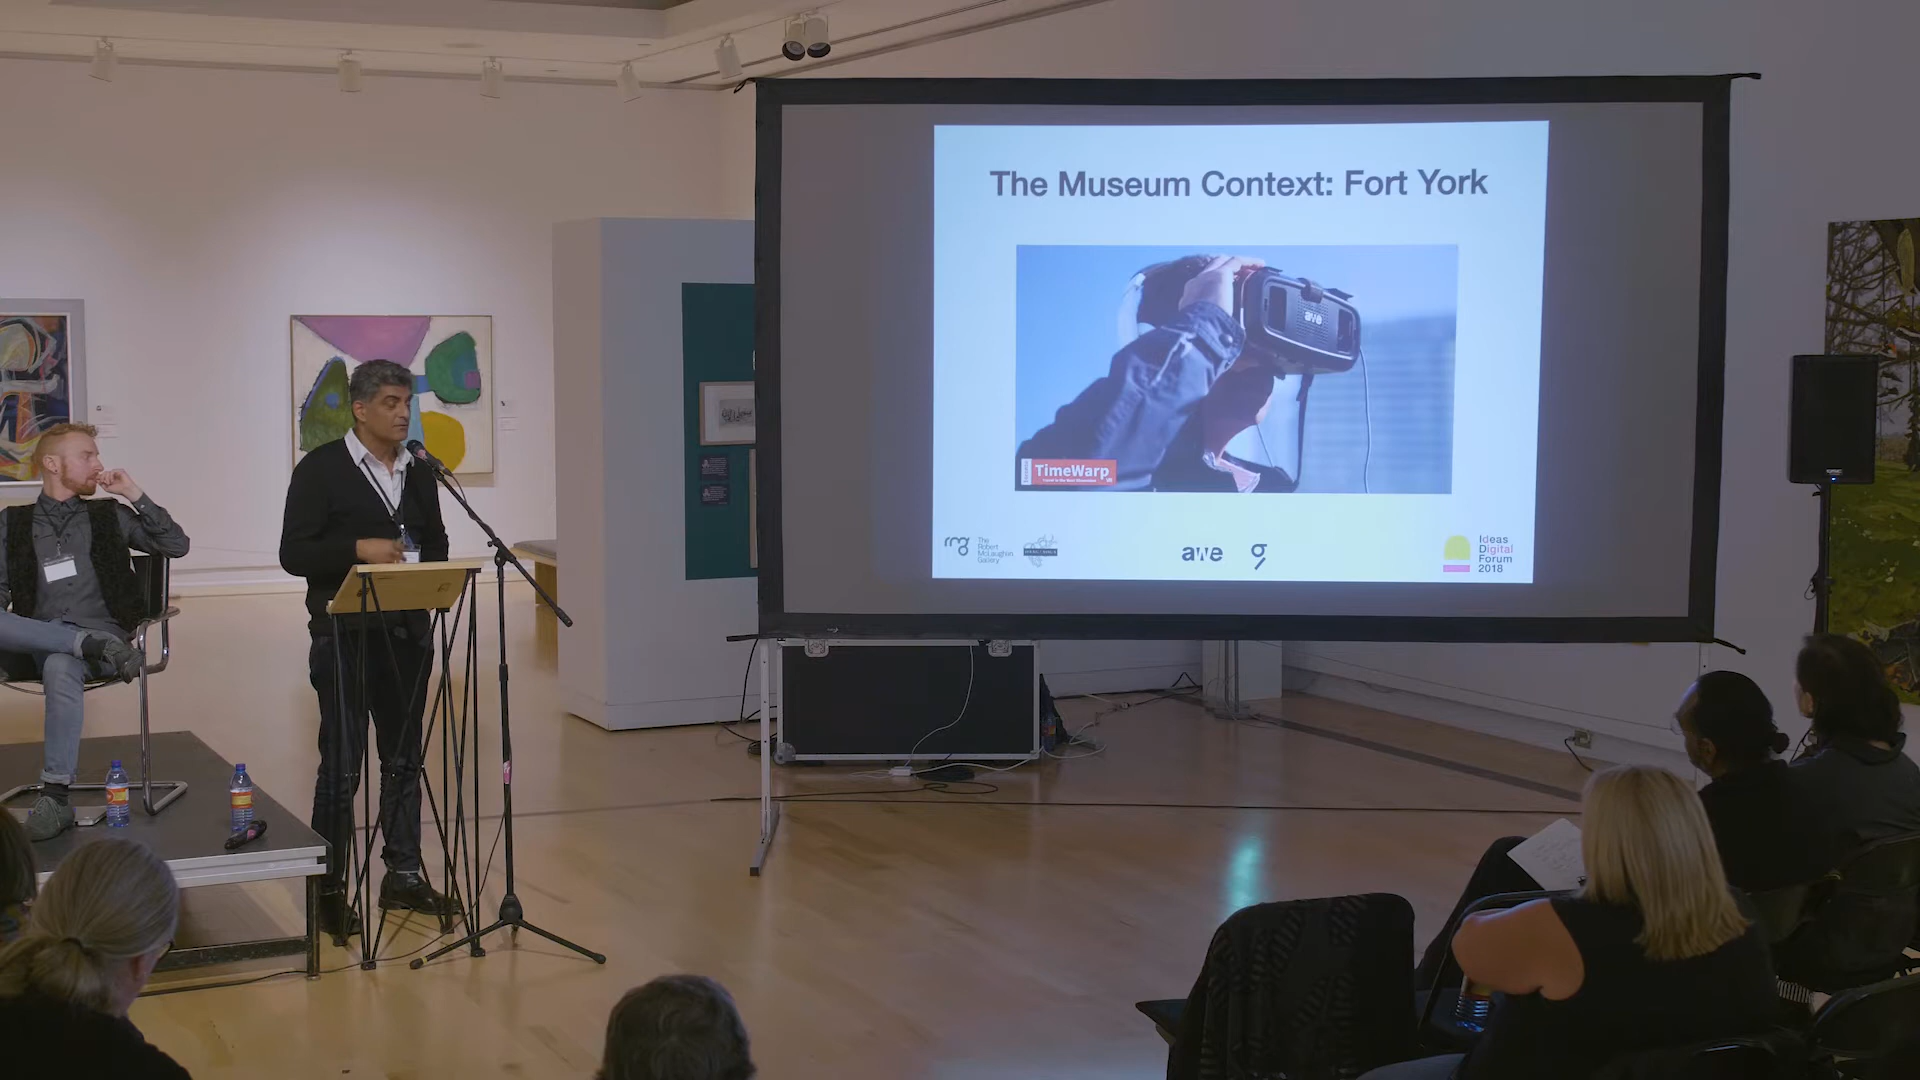 The Museum Context: Fort York
awe
TimeWarp
The
Robert
McLaughlin
Gallery
awe
Ideas
Digital
Forum
2018